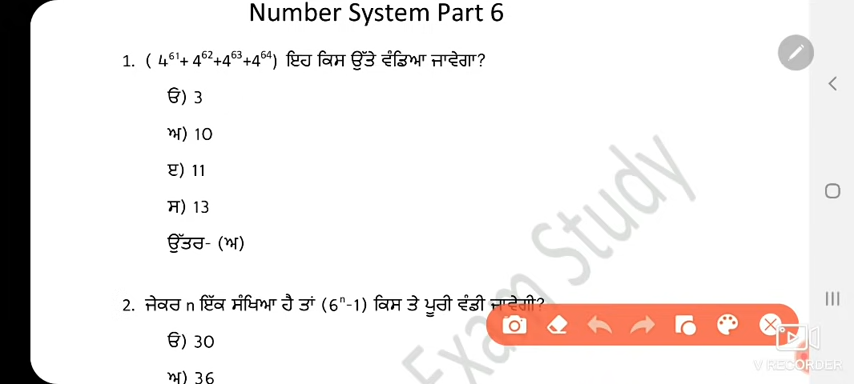 Number System Part 6
1. ( 4⁶¹+ 4⁶²+4⁶³+4⁶⁴) ਇਹ ਕਿਸ ਉੱਤੇ ਵੰਡਿਆ ਜਾਵੇਗਾ?
ੳ) 3
ਅ) 10
ੲ) 11
ਸ) 13
ਉੱਤਰ- (ਅ)
2. ਜੇਕਰ n ਇੱਕ ਸੰਖਿਆ ਹੈ ਤਾਂ (6ⁿ-1) ਕਿਸ ਤੇ ਪੂਰੀ ਵੰਡੀ ਜਾਵੇਗੀ?
ੳ) 30
ਅ) 36
Exam Study
V RECORDER